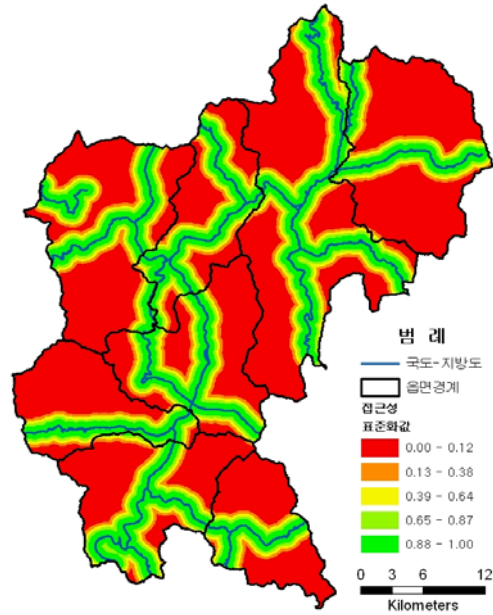 범 례
국도-지방도
읍면경계
접근성
표준화값
0.00 - 0.12
0.13 - 0.38
0.39 - 0.64
0.65 - 0.87
0.88 - 1.00
0 3 6 12
Kilometers